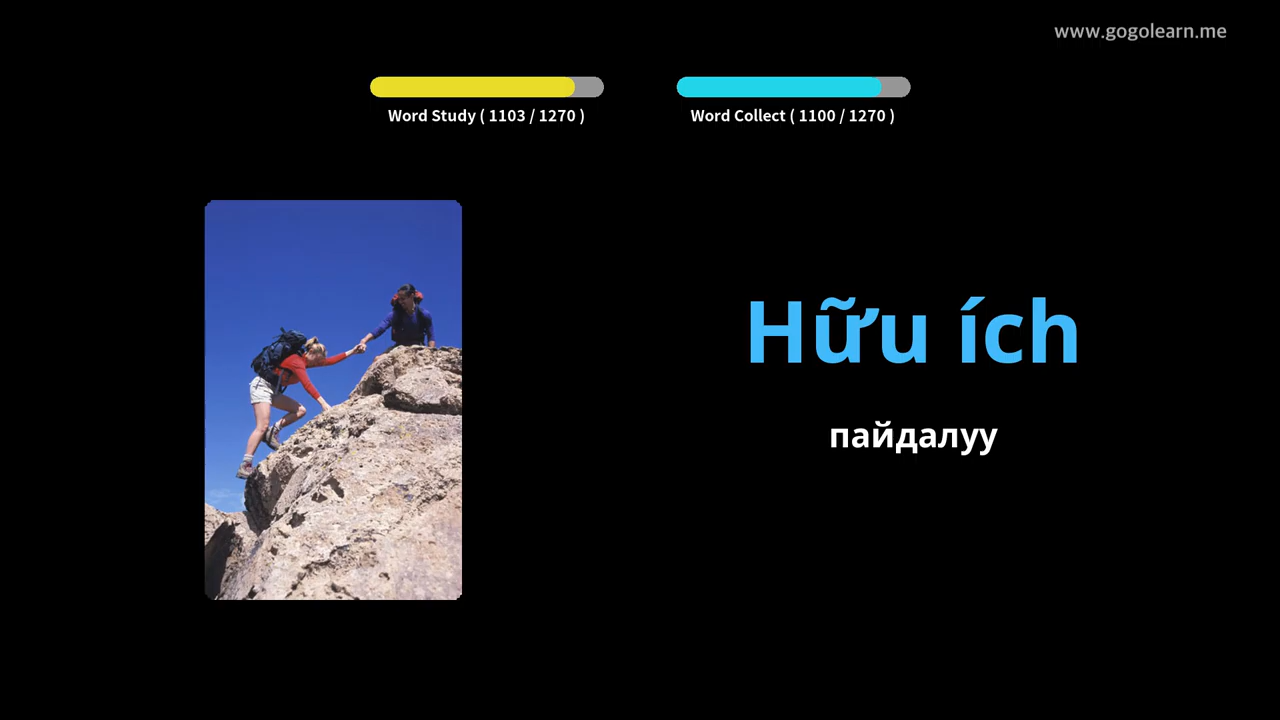 www.gogolearn.me
Word Study ( 1103 / 1270 )
Word Collect ( 1100 / 1270 )
Hữu ích
пайдалуу